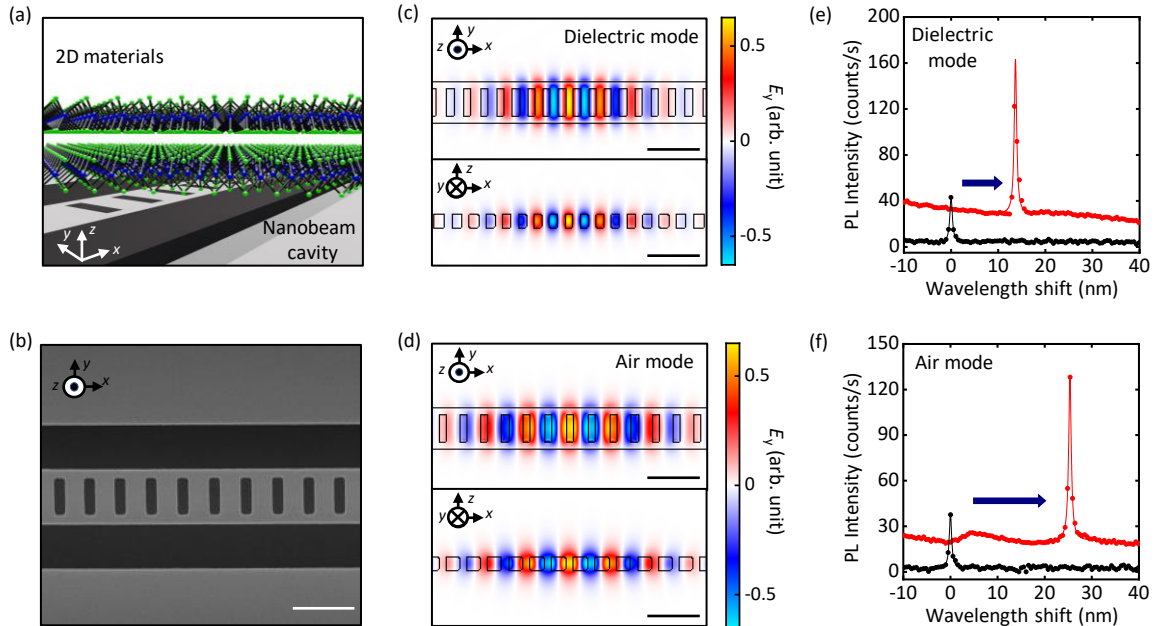 (a)
2D materials
Nanobeam
cavity
y
z
x
(b)
y
z
x
(c)
y
z
x
Dielectric mode
y
z
x
0.5
0
-0.5
E_y (arb. unit)
(d)
y
z
x
Air mode
z
y
x
0.5
0
-0.5
E_y (arb. unit)
(e)
Dielectric
mode
200
160
120
80
40
0
PL Intensity (counts/s)
-10 0 10 20 30 40
Wavelength shift (nm)
(f)
Air mode
150
120
90
60
30
0
PL Intensity (counts/s)
-10 0 10 20 30 40
Wavelength shift (nm)